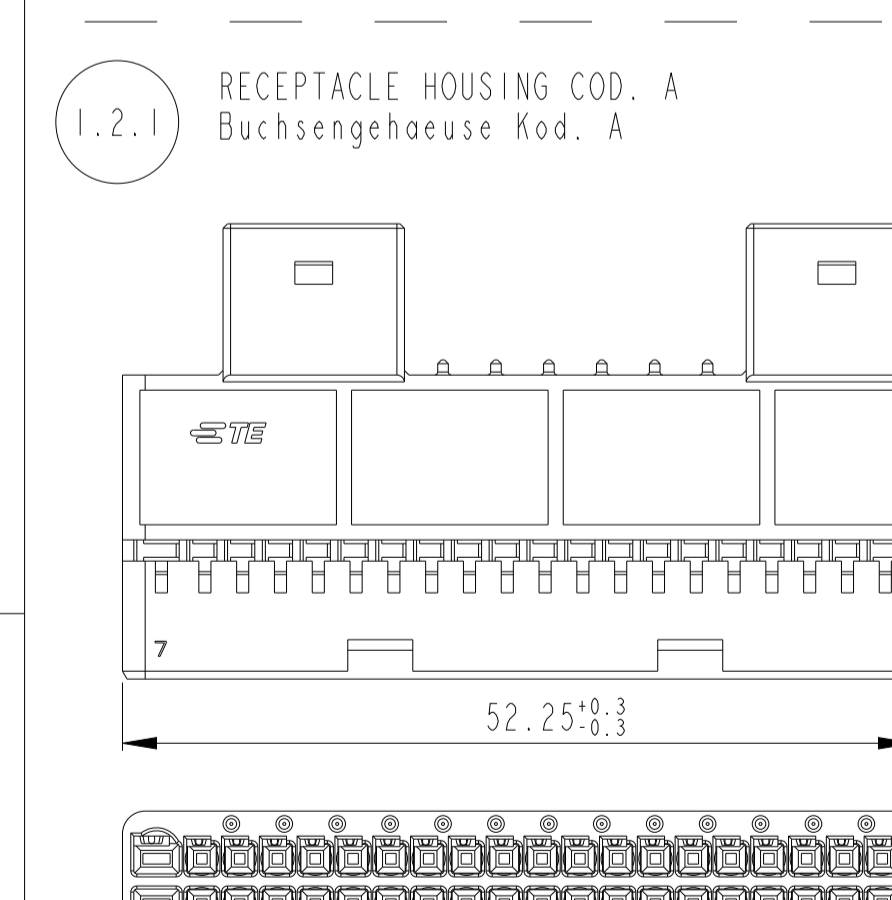 1.2.1
RECEPTACLE HOUSING COD. A
Buchsengehaeuse Kod. A
TE
7
52.25 +0.3
-0.3